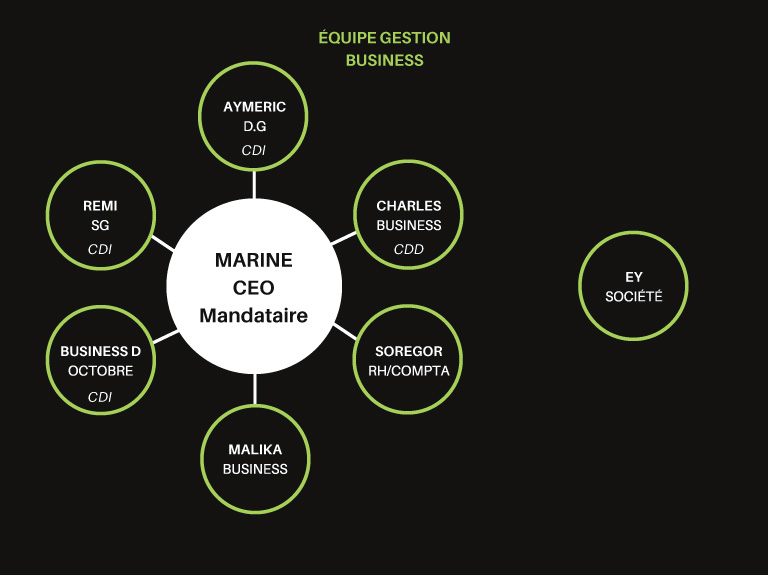 ÉQUIPE GESTION
BUSINESS
AYMERIC
D.G
CDI
REMI
SG
CDI
CHARLES
BUSINESS
CDD
MARINE
CEO
Mandataire
EY
SOCIÉTÉ
BUSINESS D
OCTOBRE
CDI
SOREGOR
RH/COMPTA
MALIKA
BUSINESS